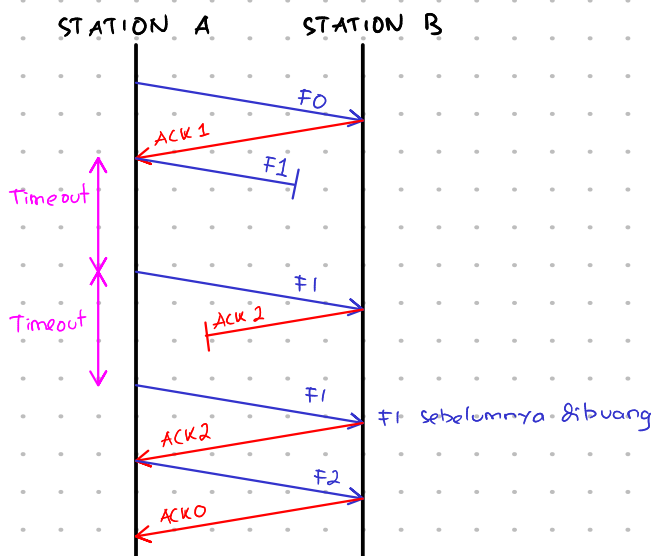 STATION A STATION B
F0
ACK 1
F1
Timeout
F1
ACK 2
Timeout
F1
F1 sebelumnya dibuang
ACK2
F2
ACK0